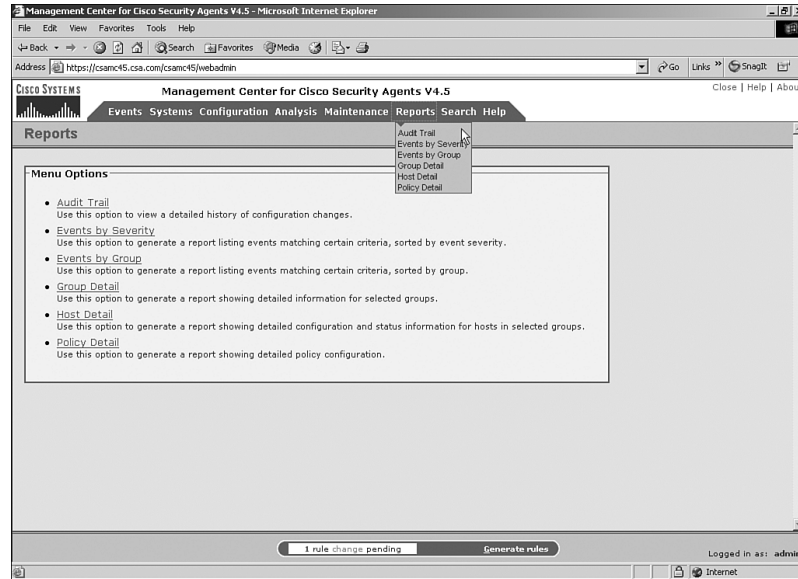 Management Center for Cisco Security Agents V4.5 - Microsoft Internet Explorer
File Edit View Favorites Tools Help
Back Search Favorites Media
Address https://csamc45.csa.com/csamc45/webadmin Go Links » SnagIt
CISCO SYSTEMS
Management Center for Cisco Security Agents V4.5
Close | Help | Abou
Events Systems Configuration Analysis Maintenance Reports Search Help
Reports
Audit Trail
Events by Severity
Events by Group
Group Detail
Host Detail
Policy Detail
Menu Options
• Audit Trail
Use this option to view a detailed history of configuration changes.
• Events by Severity
Use this option to generate a report listing events matching certain criteria, sorted by event severity.
• Events by Group
Use this option to generate a report listing events matching certain criteria, sorted by group.
• Group Detail
Use this option to generate a report showing detailed information for selected groups.
• Host Detail
Use this option to generate a report showing detailed configuration and status information for hosts in selected groups.
• Policy Detail
Use this option to generate a report showing detailed policy configuration.
1 rule change pending Generate rules
Logged in as: admin
Internet